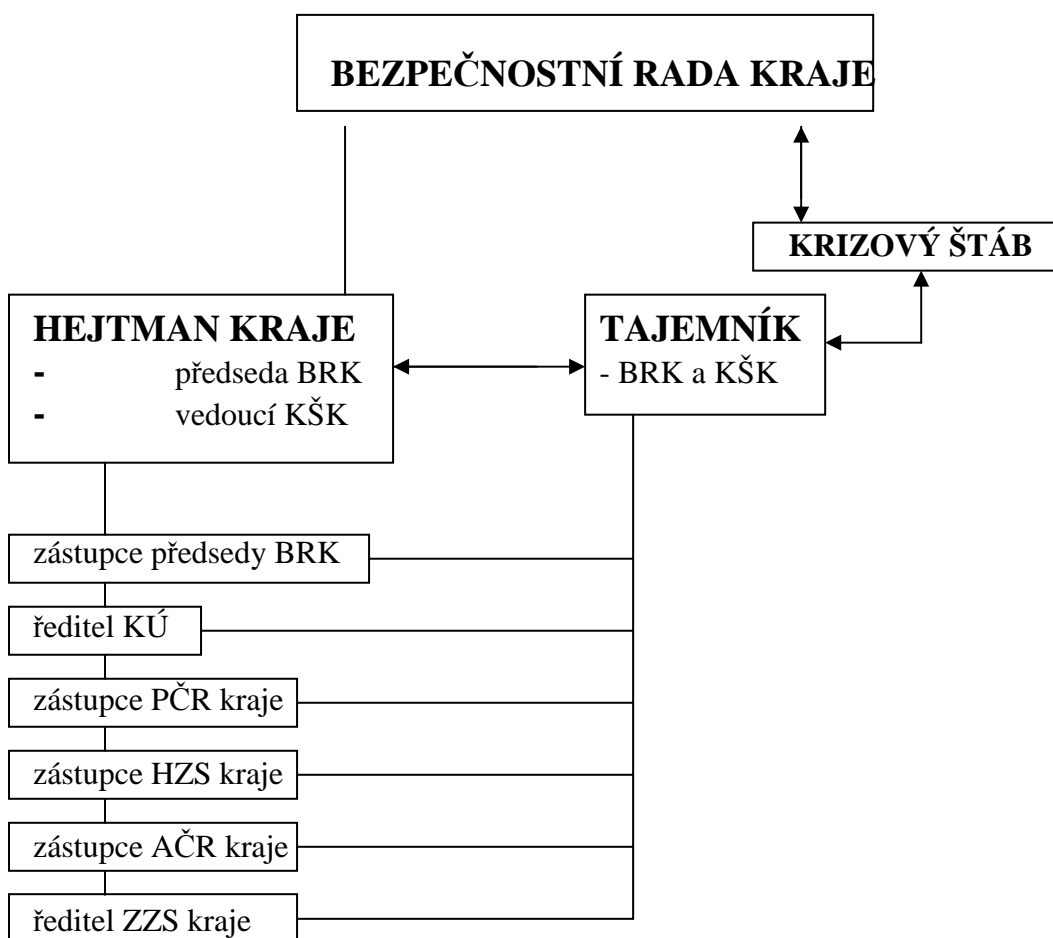 BEZPEČNOSTNÍ RADA KRAJE
KRIZOVÝ ŠTÁB
HEJTMAN KRAJE
- předseda BRK
- vedoucí KŠK
TAJEMNÍK
- BRK a KŠK
zástupce předsedy BRK
ředitel KÚ
zástupce PČR kraje
zástupce HZS kraje
zástupce AČR kraje
ředitel ZZS kraje